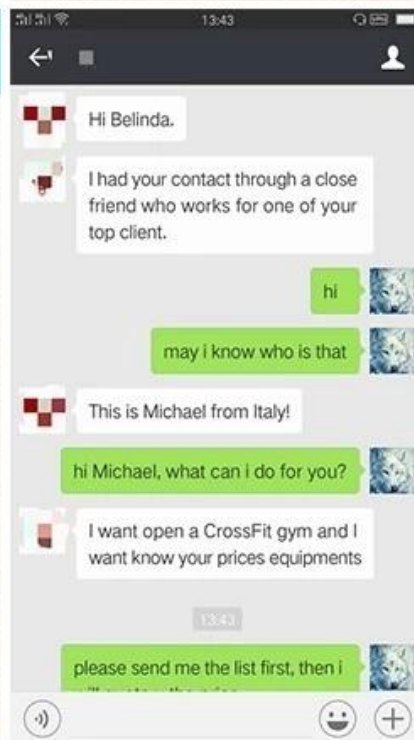 13:43
Hi Belinda.
I had your contact through a close
friend who works for one of your
top client.
hi
may i know who is that
This is Michael from Italy!
hi Michael, what can i do for you?
I want open a CrossFit gym and I
want know your prices equipments
13:43
please send me the list first, then i